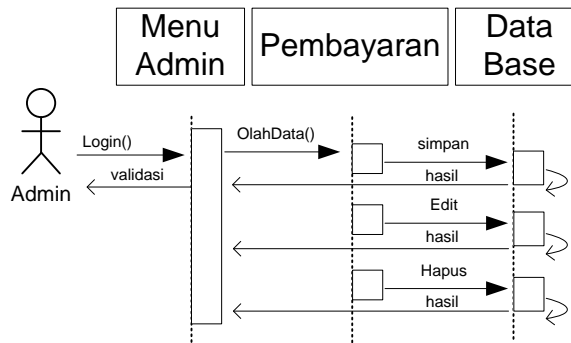 Menu
Admin
Pembayaran
Data
Base
Login()
OlahData()
simpan
validasi
hasil
Admin
Edit
hasil
Hapus
hasil